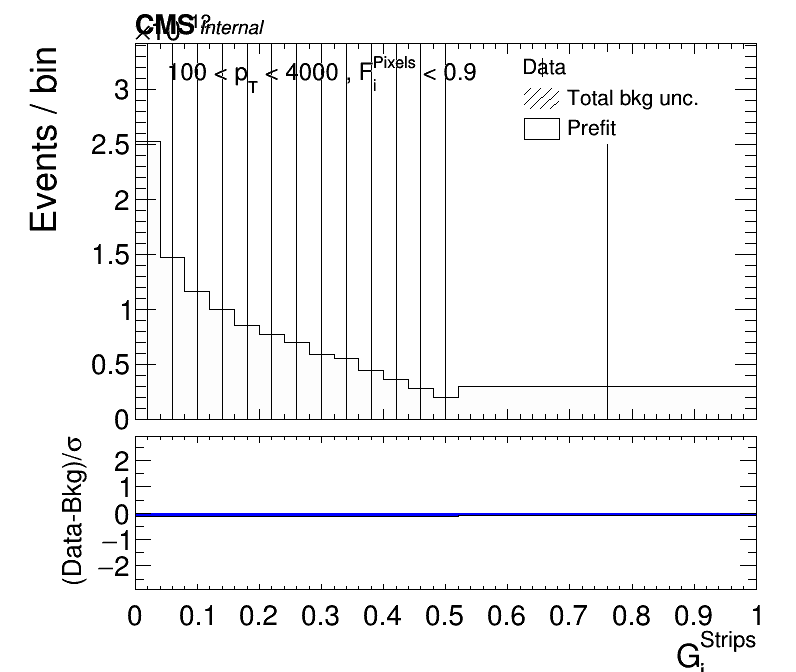 CMS Internal
×10¹²
100 < p_T < 4000 , F_i^Pixels < 0.9
Data
Total bkg unc.
Prefit
Events / bin
3
2.5
2
1.5
1
0.5
0
(Data-Bkg)/σ
2
1
0
−1
−2
0 0.1 0.2 0.3 0.4 0.5 0.6 0.7 0.8 0.9 1
G_i^Strips